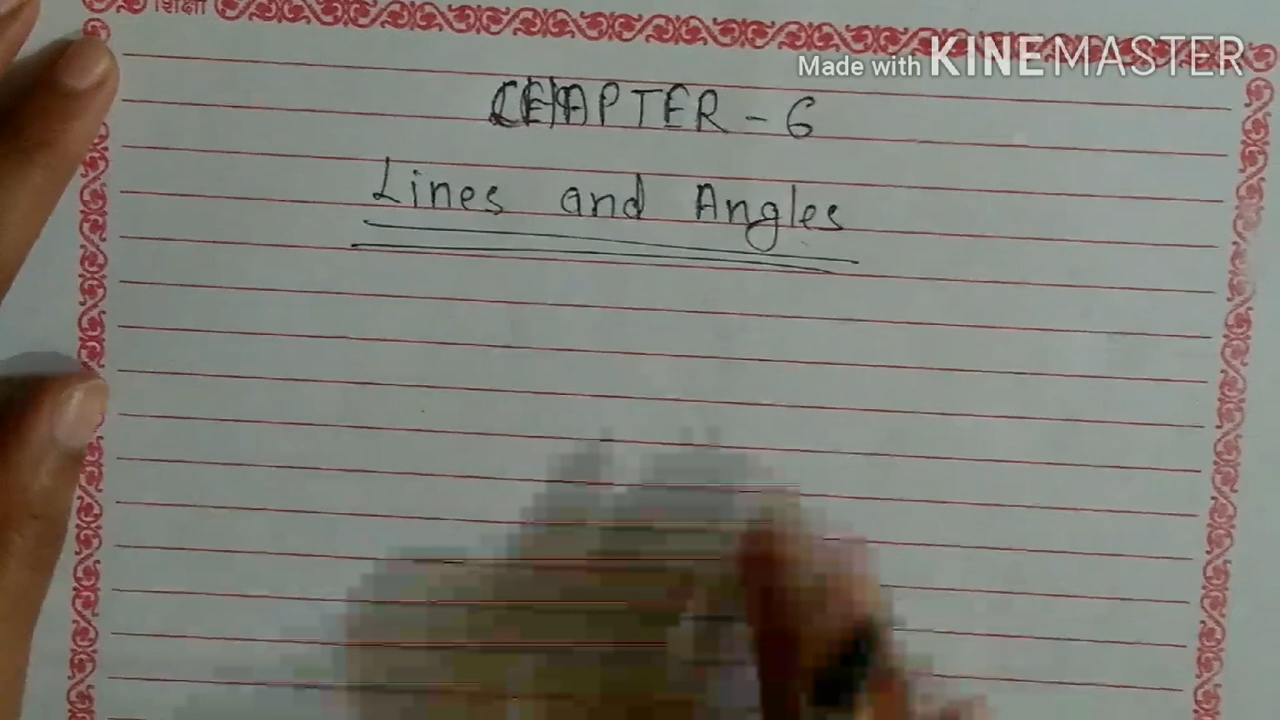 शिक्षा
Made with KINEMASTER
CHAPTER - 6
Lines and Angles